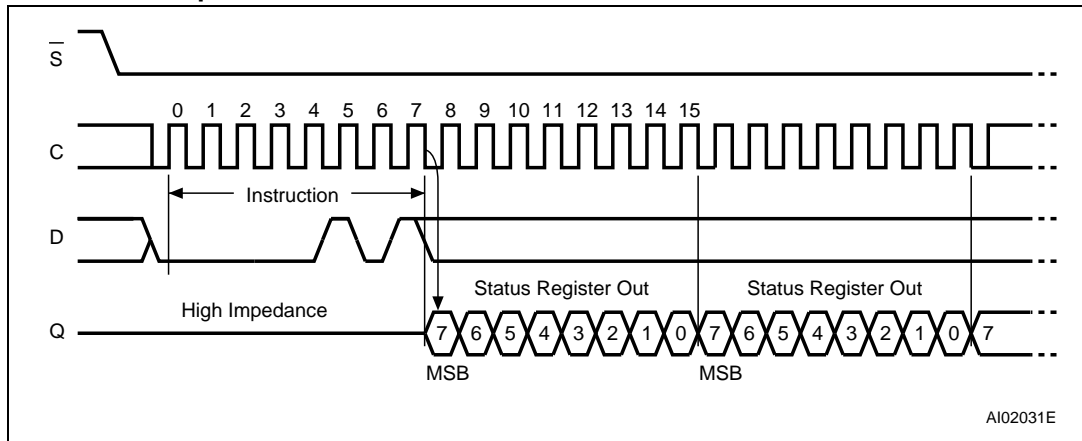 S
0 1 2 3 4 5 6 7 8 9 10 11 12 13 14 15
C
Instruction
D
Status Register Out Status Register Out
High Impedance
Q 7 6 5 4 3 2 1 0 7 6 5 4 3 2 1 0 7
MSB MSB
AI02031E